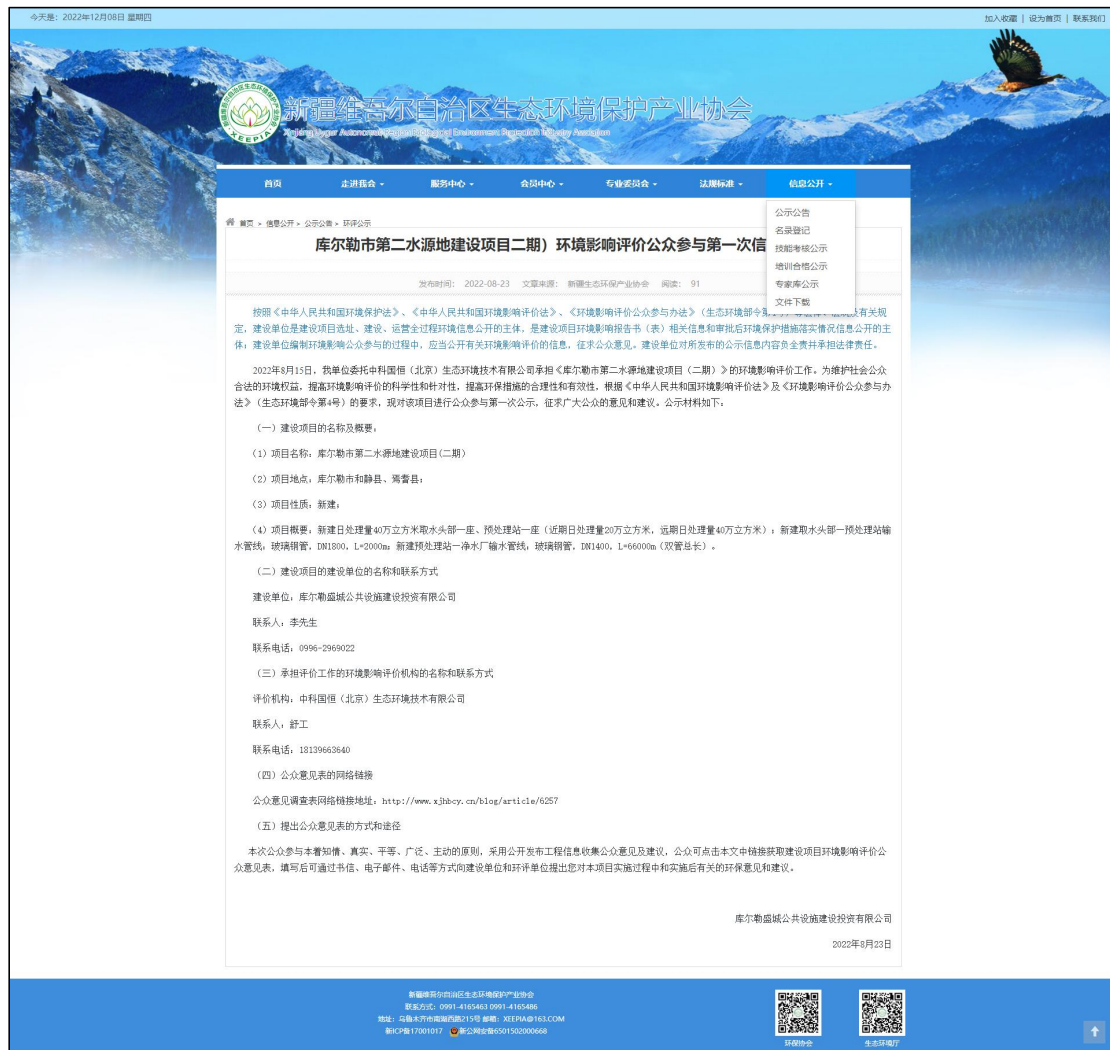 今天是：2022年12月08日 星期四
加入收藏 | 设为首页 | 联系我们
新疆维吾尔自治区生态环境保护产业协会
XEEPIA
首页 走进我会 服务中心 会员中心 专业委员会 法规标准 信息公开
公示公告
名录登记
技能考核公示
培训合格公示
专家库公示
文件下载
首页 > 信息公开 > 公示公告 > 环评公示
库尔勒市第二水源地建设项目二期）环境影响评价公众参与第一次信
发布时间： 2022-08-23 文章来源： 新疆生态环保产业协会 阅读： 91
按照《中华人民共和国环境保护法》、《中华人民共和国环境影响评价法》、《环境影响评价公众参与办法》（生态环境部令第
有关规
定，建设单位是建设项目选址、建设、运营全过程环境信息公开的主体，是建设项目环境影响报告书（表）相关信息和审批后环境保护措施落实情况信息公开的主
体；建设单位编制环境影响公众参与的过程中，应当公开有关环境影响评价的信息，征求公众意见。建设单位对所发布的公示信息内容负全责并承担法律责任。
2022年8月15日，我单位委托中科国恒（北京）生态环境技术有限公司承担《库尔勒市第二水源地建设项目（二期）》的环境影响评价工作。为维护社会公众
合法的环境权益，提高环境影响评价的科学性和针对性，提高环保措施的合理性和有效性，根据《中华人民共和国环境影响评价法》及《环境影响评价公众参与办
法》（生态环境部令第4号）的要求，现对该项目进行公众参与第一次公示，征求广大公众的意见和建议。公示材料如下：
（一）建设项目的名称及概要：
（1）项目名称：库尔勒市第二水源地建设项目(二期)
（2）项目地点：库尔勒市和静县、焉耆县；
（3）项目性质：新建；
（4）项目概要：新建日处理量40万立方米取水头部一座、预处理站一座（近期日处理量20万立方米，远期日处理量40万立方米）；新建取水头部—预处理站输
水管线：玻璃钢管，DN1800，L=2000m；新建预处理站—净水厂输水管线：玻璃钢管，DN1400，L=66000m（双管总长）。
（二）建设项目的建设单位的名称和联系方式
建设单位：库尔勒盛城公共设施建设投资有限公司
联系人：李先生
联系电话：0996-2969022
（三）承担评价工作的环境影响评价机构的名称和联系方式
评价机构：中科国恒（北京）生态环境技术有限公司
联系人：舒工
联系电话：18139663640
（四）公众意见表的网络链接
公众意见调查表网络链接地址：http://www.xjhbcy.cn/blog/article/6257
（五）提出公众意见表的方式和途径
本次公众参与本着知情、真实、平等、广泛、主动的原则，采用公开发布工程信息收集公众意见及建议，公众可点击本文中链接获取建设项目环境影响评价公
众意见表，填写后可通过书信、电子邮件、电话等方式向建设单位和环评单位提出您对本项目实施过程中和实施后有关的环保意见和建议。
库尔勒盛城公共设施建设投资有限公司
2022年8月23日
新疆维吾尔自治区生态环境保护产业协会
联系方式：0991-4165463 0991-4165486
地址：乌鲁木齐市南湖西路215号 邮箱：XEEPIA@163.COM
新ICP备17001017 新公网安备6501502000668
环保协会
生态环境厅